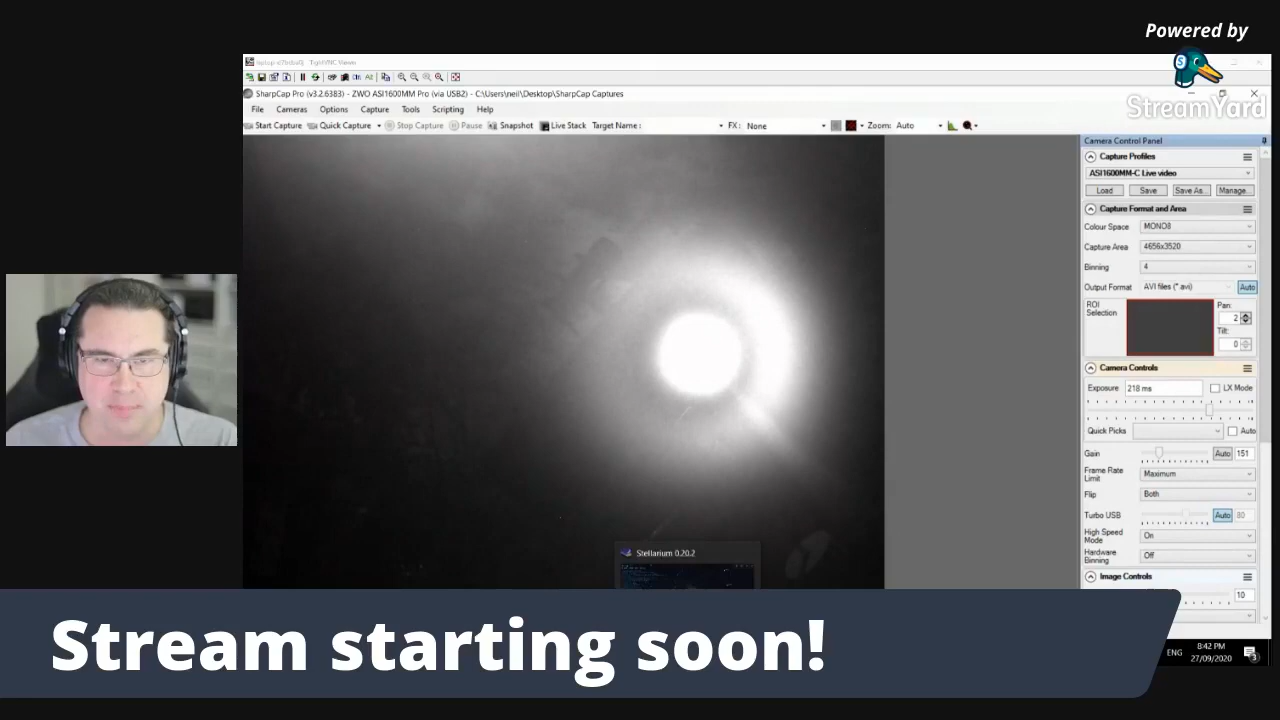 Powered by
StreamYard
TightVNC Viewer
SharpCap Pro (v3.2.6383) - ZWO ASI1600MM Pro (via USB2) - C:\Users\neil\Desktop\SharpCap Captures
File Cameras Options Capture Tools Scripting Help
Start Capture Quick Capture Stop Capture Pause Snapshot Live Stack Target Name : FX : None Zoom: Auto
Camera Control Panel
Capture Profiles
ASI1600MM-C Live video
Load Save Save As... Manage...
Capture Format and Area
Colour Space MONO8
Capture Area 4656x3520
Binning 4
Output Format AVI files (*.avi) Auto
ROI Selection Pan: 2
Tilt: 0
Camera Controls
Exposure 218 ms LX Mode
Quick Picks Auto
Gain Auto 151
Frame Rate Limit Maximum
Flip Both
Turbo USB Auto 80
High Speed Mode On
Hardware Binning Off
Image Controls
10
Stellarium 0.20.2
Stream starting soon!
ENG 8:42 PM
27/09/2020
3